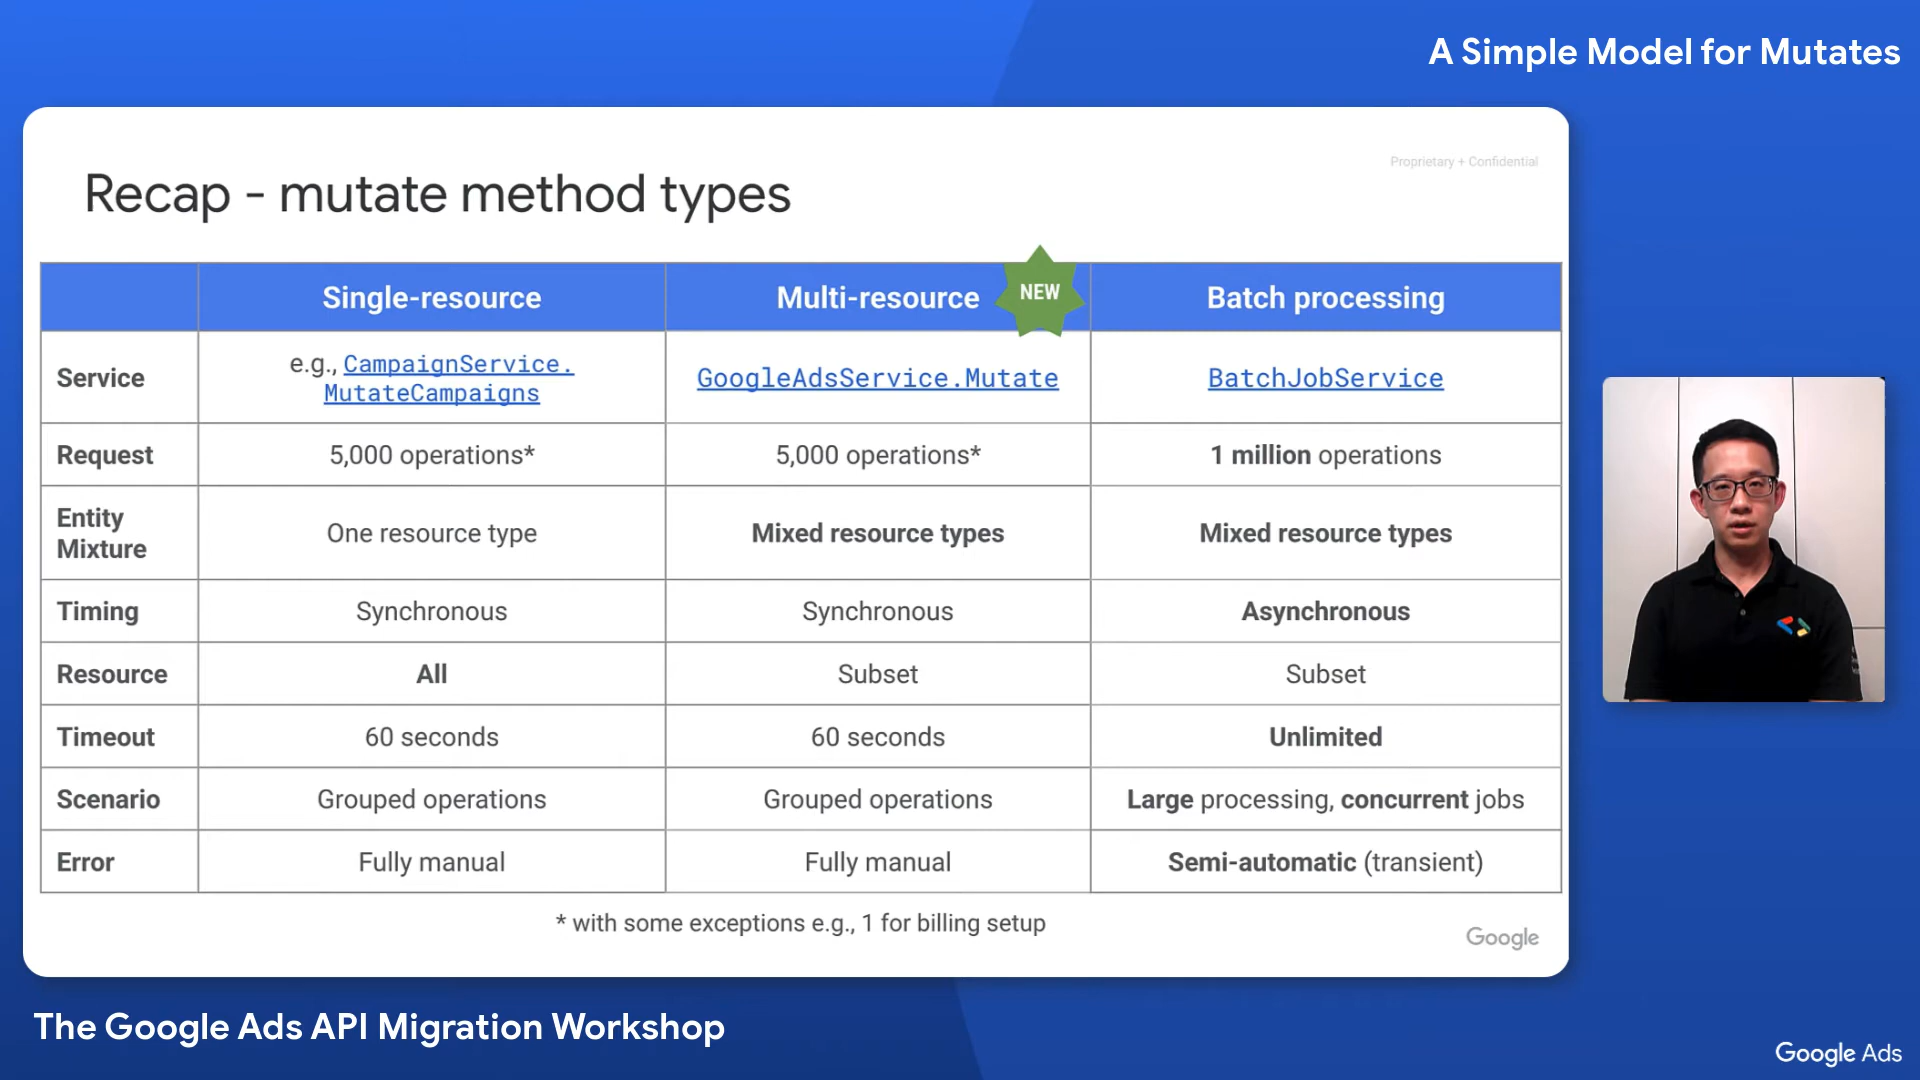 A Simple Model for Mutates
Proprietary + Confidential
Recap - mutate method types
Single-resource
Multi-resource
NEW
Batch processing
Service
e.g., CampaignService.
MutateCampaigns
GoogleAdsService.Mutate
BatchJobService
Request
5,000 operations*
5,000 operations*
1 million operations
Entity
Mixture
One resource type
Mixed resource types
Mixed resource types
Timing
Synchronous
Synchronous
Asynchronous
Resource
All
Subset
Subset
Timeout
60 seconds
60 seconds
Unlimited
Scenario
Grouped operations
Grouped operations
Large processing, concurrent jobs
Error
Fully manual
Fully manual
Semi-automatic (transient)
* with some exceptions e.g., 1 for billing setup
Google
The Google Ads API Migration Workshop
Google Ads